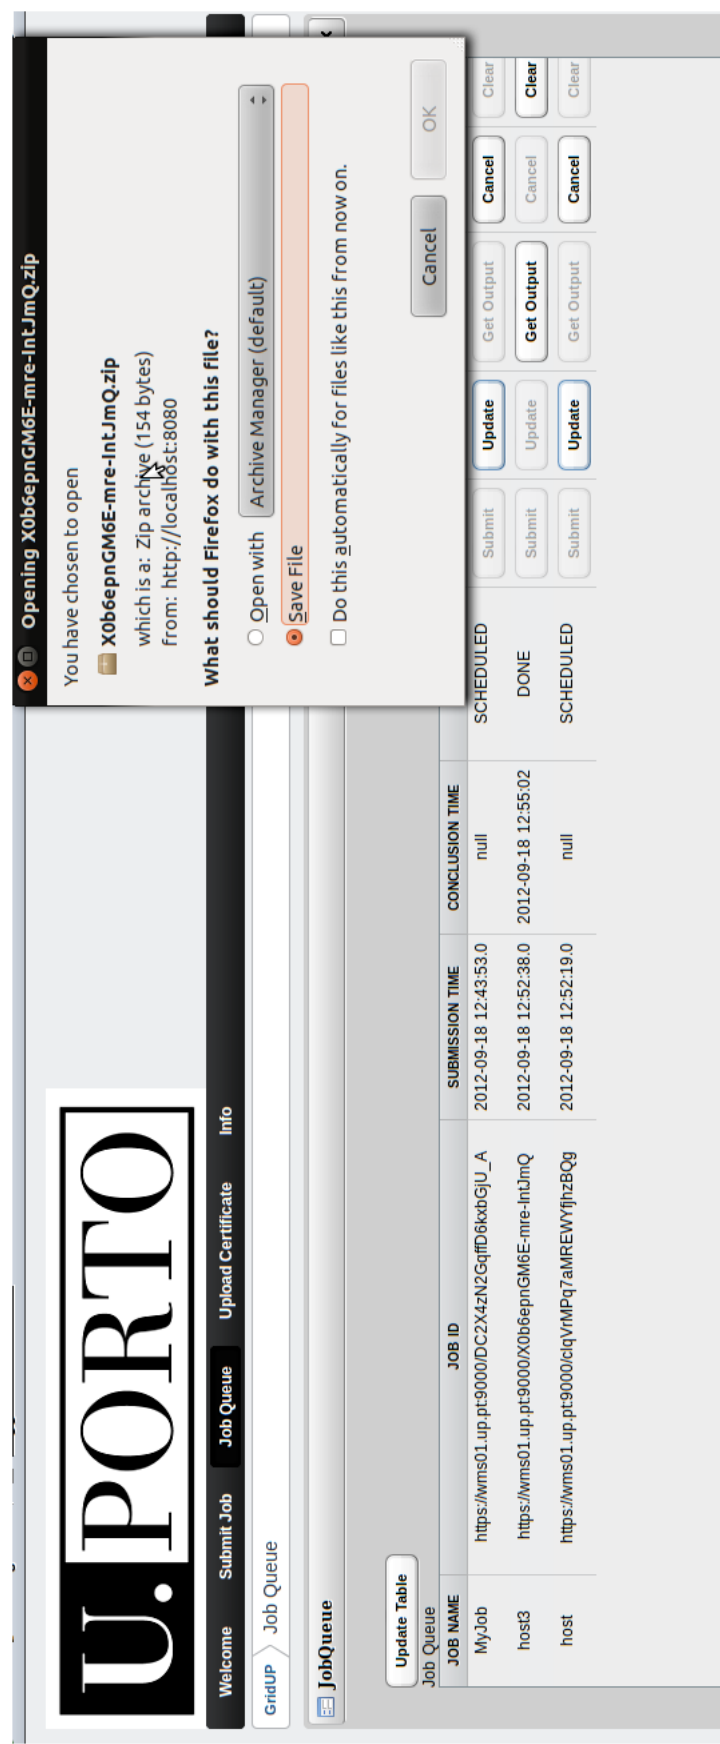 Opening X0b6epnGM6E-mre-IntJmQ.zip
You have chosen to open
X0b6epnGM6E-mre-IntJmQ.zip
which is a: Zip archive (154 bytes)
from: http://localhost:8080
What should Firefox do with this file?
Open with Archive Manager (default)
Save File
Do this automatically for files like this from now on.
Cancel OK
U.PORTO
Welcome Submit Job Job Queue Upload Certificate Info
GridUP Job Queue
JobQueue
Update Table
Job Queue
JOB NAME JOB ID SUBMISSION TIME CONCLUSION TIME
MyJob https://wms01.up.pt:9000/DC2X4zN2GqffD6kxbGjU_A 2012-09-18 12:43:53.0 null SCHEDULED Submit Update Get Output Cancel Clear
host3 https://wms01.up.pt:9000/X0b6epnGM6E-mre-IntJmQ 2012-09-18 12:52:38.0 2012-09-18 12:55:02 DONE Submit Update Get Output Cancel Clear
host https://wms01.up.pt:9000/clqVrMPq7aMREWYfjhzBQg 2012-09-18 12:52:19.0 null SCHEDULED Submit Update Get Output Cancel Clear